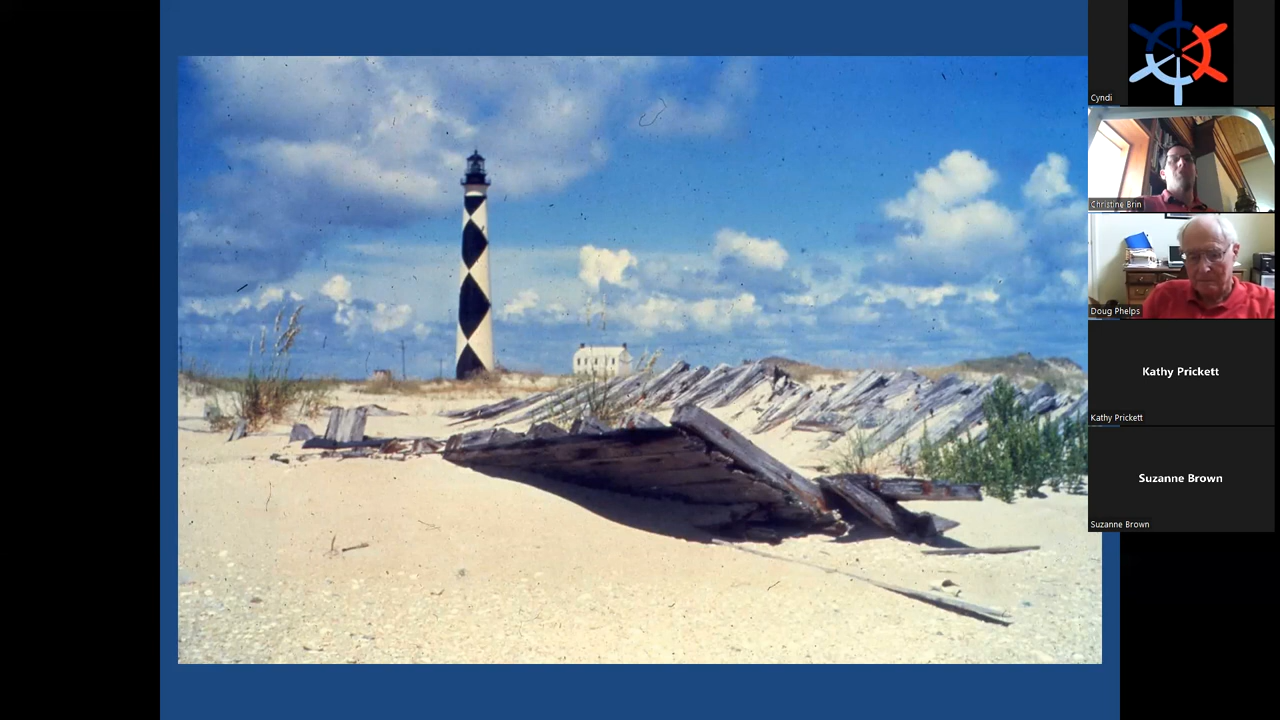 Cyndi
Christine Brin
Doug Phelps
Kathy Prickett
Kathy Prickett
Suzanne Brown
Suzanne Brown